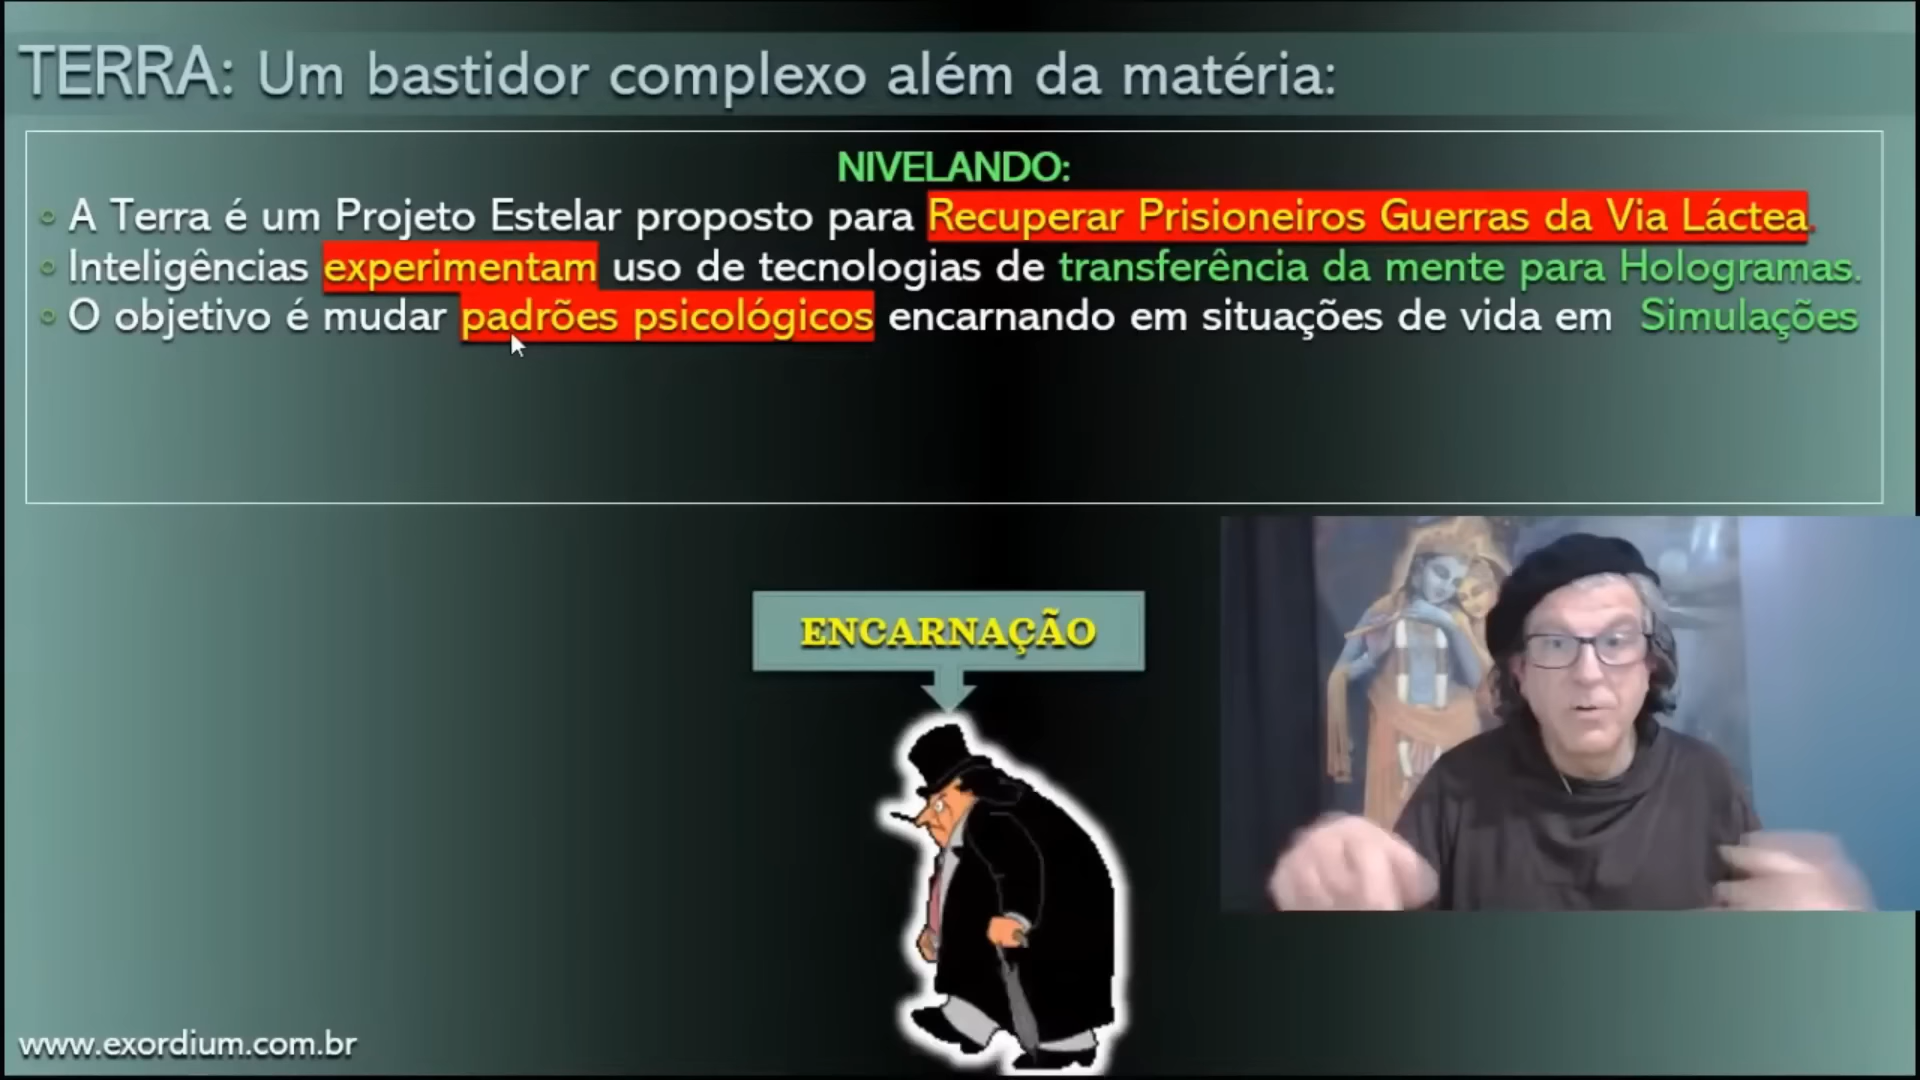 TERRA: Um bastidor complexo além da matéria:
NIVELANDO:
A Terra é um Projeto Estelar proposto para Recuperar Prisioneiros Guerras da Via Láctea.
Inteligências experimentam uso de tecnologias de transferência da mente para Hologramas.
O objetivo é mudar padrões psicológicos encarnando em situações de vida em Simulações
ENCARNAÇÃO
www.exordium.com.br